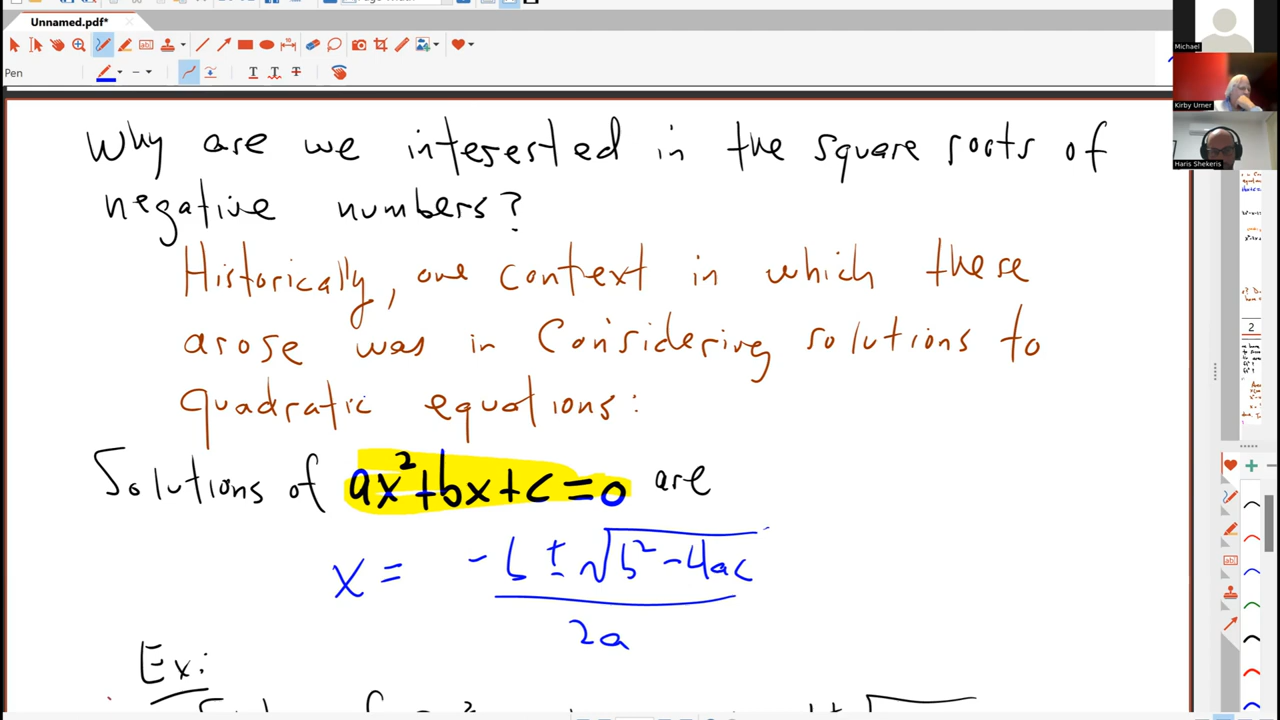 Unnamed.pdf*
Pen
Michael
Kirby Urner
Haris Shekeris
Why are we interested in the square roots of
negative numbers?
Historically, one context in which these
arose was in Considering solutions to
quadratic equations:
Solutions of ax²+bx+c=0 are
x = -b ± √b²-4ac
2a
Ex:
2